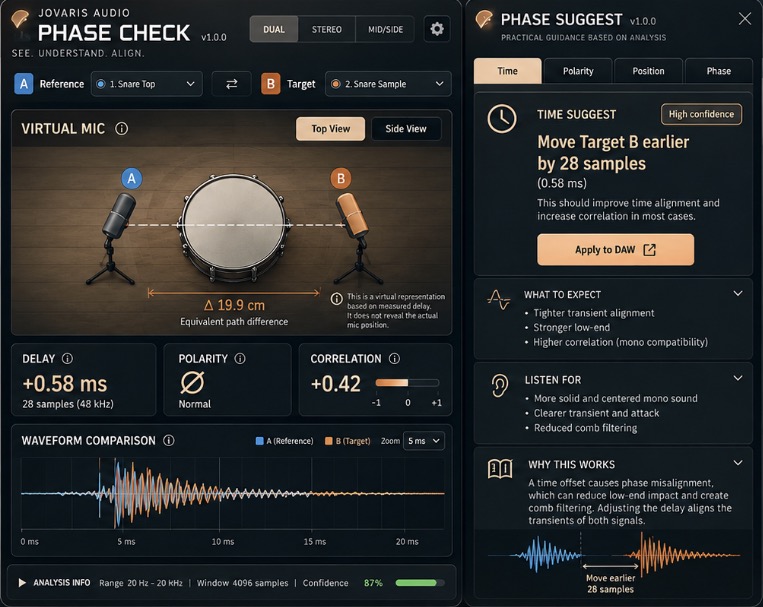 JOVARIS AUDIO
PHASE CHECK v1.0.0
SEE. UNDERSTAND. ALIGN.
DUAL STEREO MID/SIDE
A Reference 1. Snare Top
B Target 2. Snare Sample
VIRTUAL MIC
Top View Side View
A B
Δ 19.9 cm
Equivalent path difference
This is a virtual representation
based on measured delay.
It does not reveal the actual
mic position.
DELAY
+0.58 ms
28 samples (48 kHz)
POLARITY
Ø
Normal
CORRELATION
+0.42
-1 0 +1
WAVEFORM COMPARISON
A (Reference) B (Target) Zoom 5 ms
0 ms 5 ms 10 ms 15 ms 20 ms
ANALYSIS INFO Range 20 Hz - 20 kHz | Window 4096 samples | Confidence 87%
PHASE SUGGEST v1.0.0
PRACTICAL GUIDANCE BASED ON ANALYSIS
Time Polarity Position Phase
TIME SUGGEST High confidence
Move Target B earlier
by 28 samples
(0.58 ms)
This should improve time alignment and
increase correlation in most cases.
Apply to DAW
WHAT TO EXPECT
• Tighter transient alignment
• Stronger low-end
• Higher correlation (mono compatibility)
LISTEN FOR
• More solid and centered mono sound
• Clearer transient and attack
• Reduced comb filtering
WHY THIS WORKS
A time offset causes phase misalignment,
which can reduce low-end impact and create
comb filtering. Adjusting the delay aligns the
transients of both signals.
Move earlier
28 samples